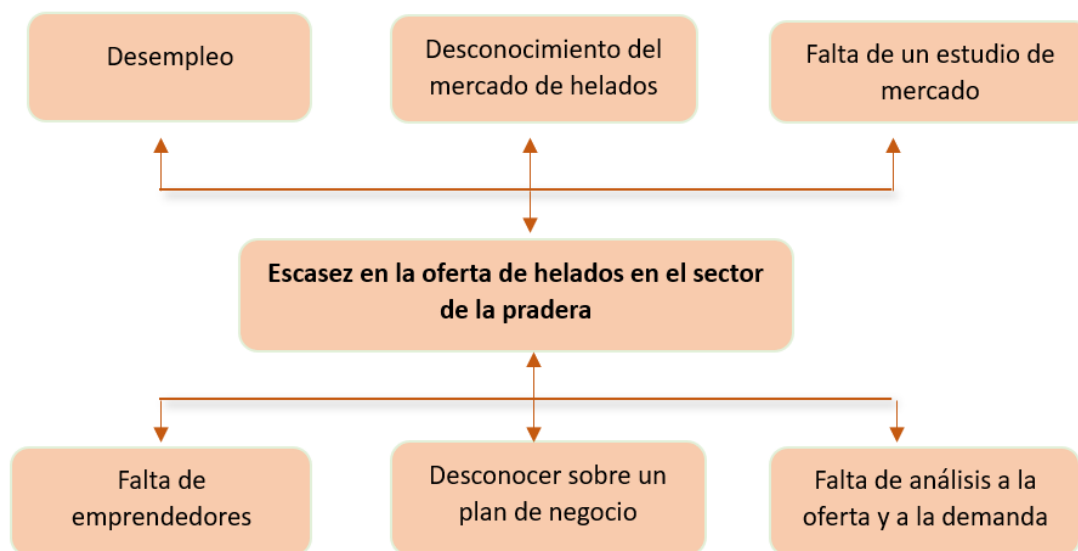 Desempleo
Desconocimiento del
mercado de helados
Falta de un estudio de
mercado
Escasez en la oferta de helados en el sector
de la pradera
Falta de
emprendedores
Desconocer sobre un
plan de negocio
Falta de análisis a la
oferta y a la demanda